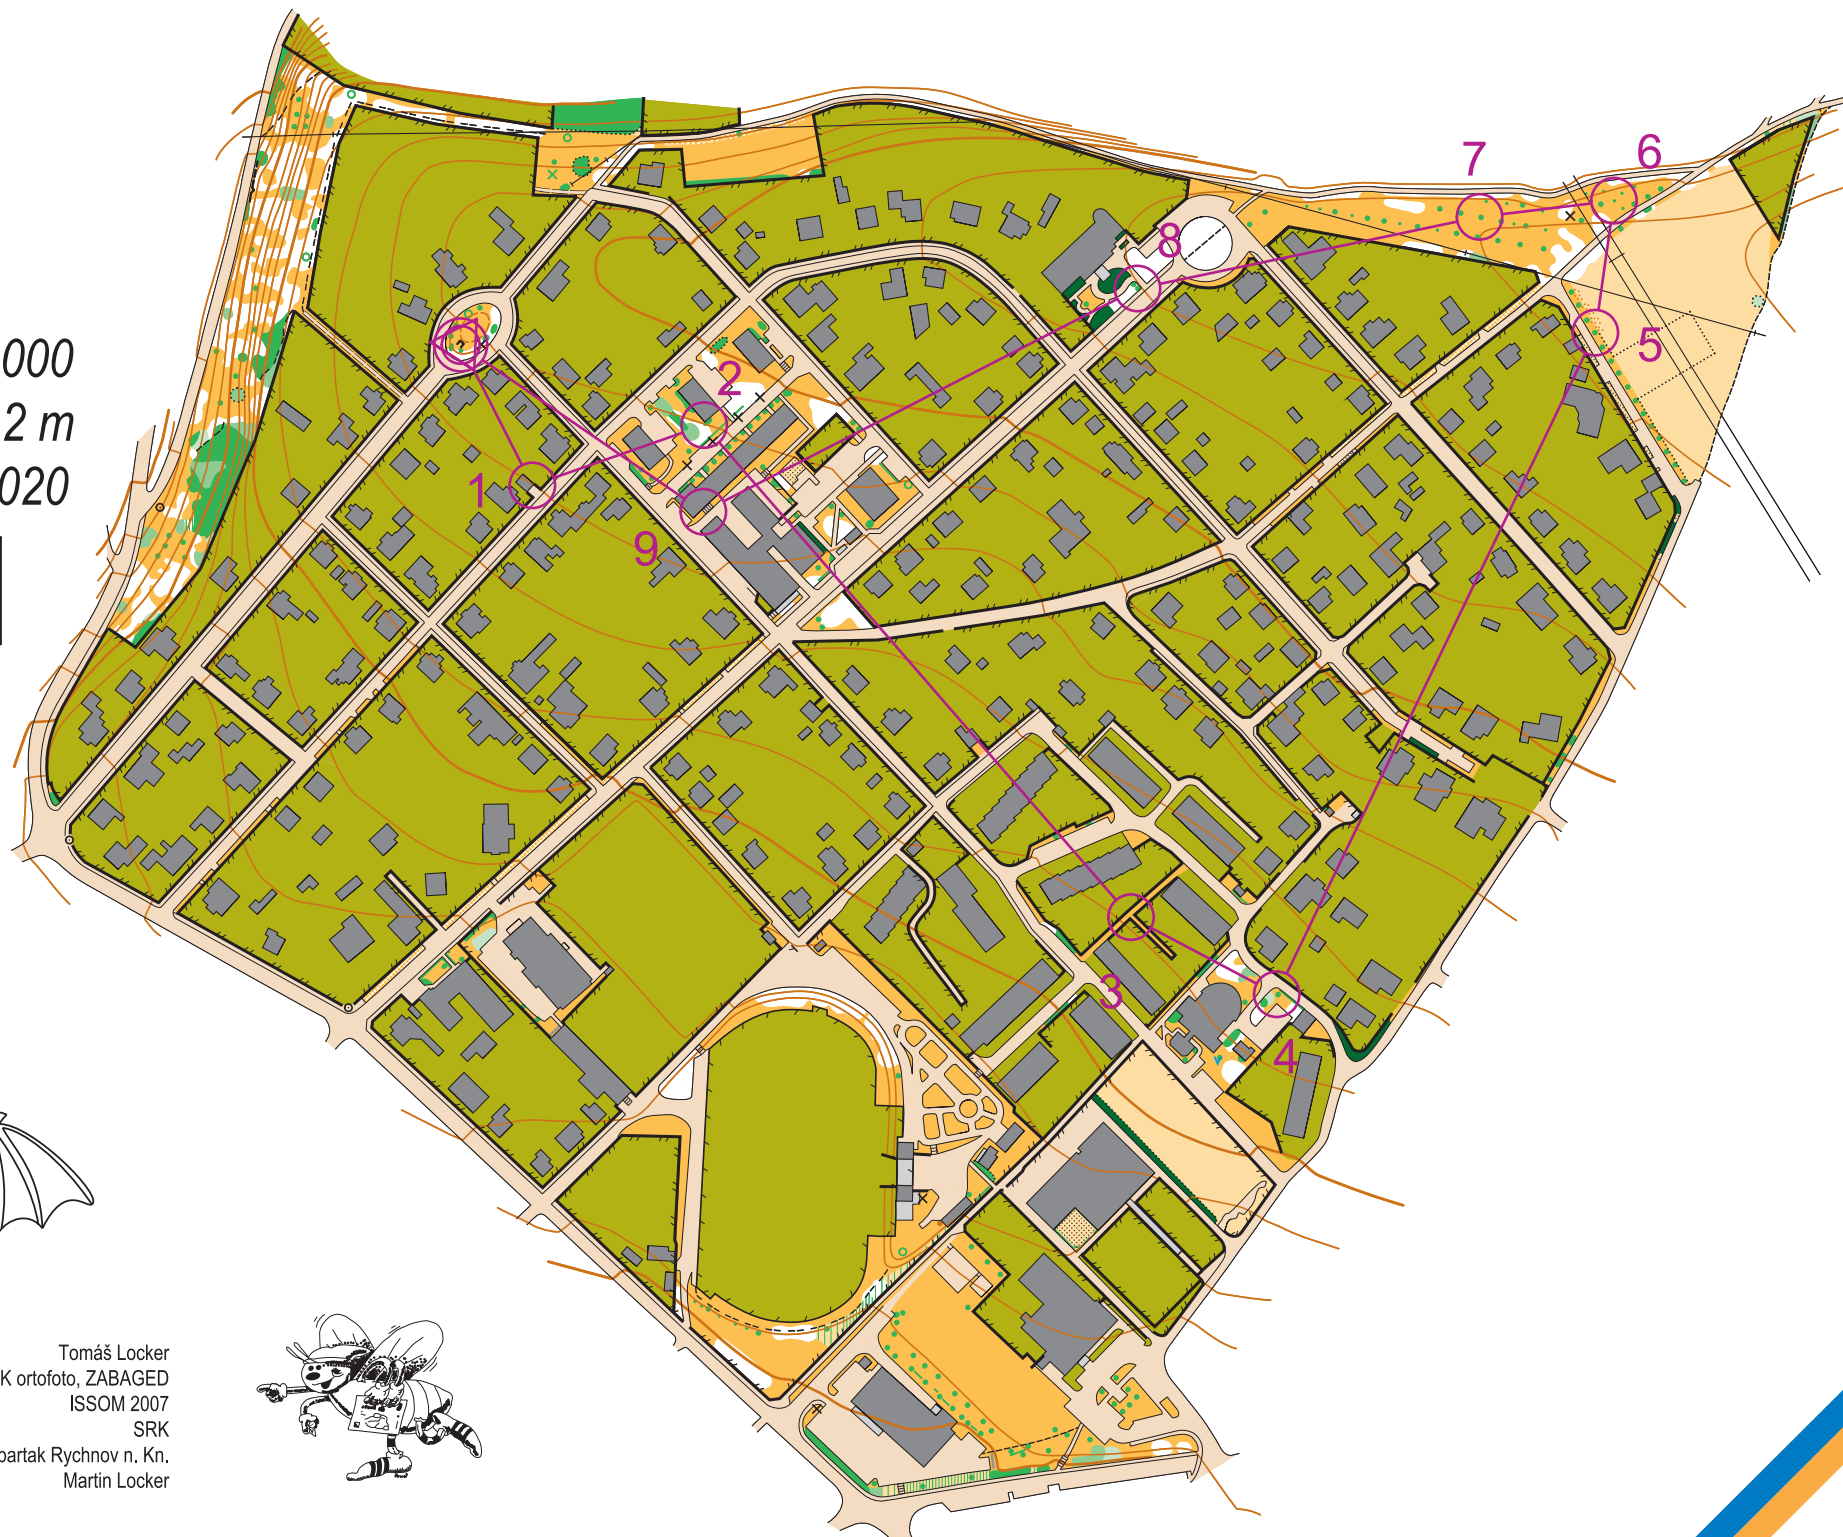 000
2 m
020
Tomáš Locker
K ortofoto, ZABAGED
ISSOM 2007
SRK
partak Rychnov n. Kn.
Martin Locker
1
2
3
4
5
6
7
8
9